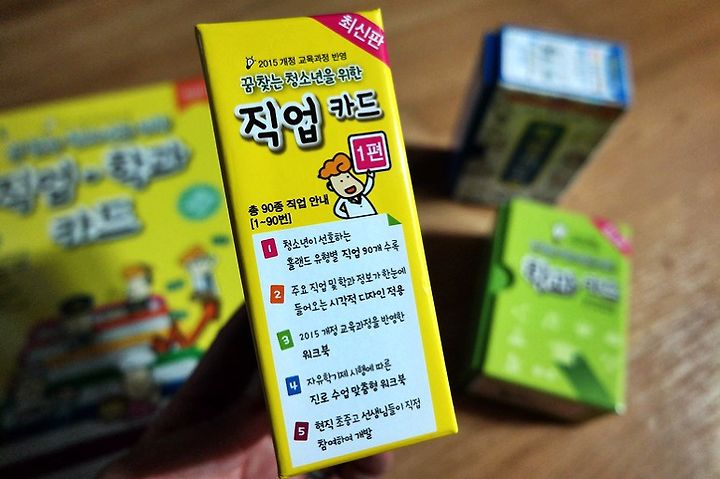 최신판
2015 개정 교육과정 반영
꿈 찾는 청소년을 위한
직업 카드
1편
총 90종 직업 안내
[1~90번]
1 청소년이 선호하는
홀랜드 유형별 직업 90개 수록
2 주요 직업 및 학과 정보가 한눈에
들어오는 시각적 디자인 적용
3 2015 개정 교육과정을 반영한
워크북
4 자유학기제 시행에 따른
진로 수업 맞춤형 워크북
5 현직 초중고 선생님들이 직접
참여하여 개발
직업·학과
카드
학과 카드